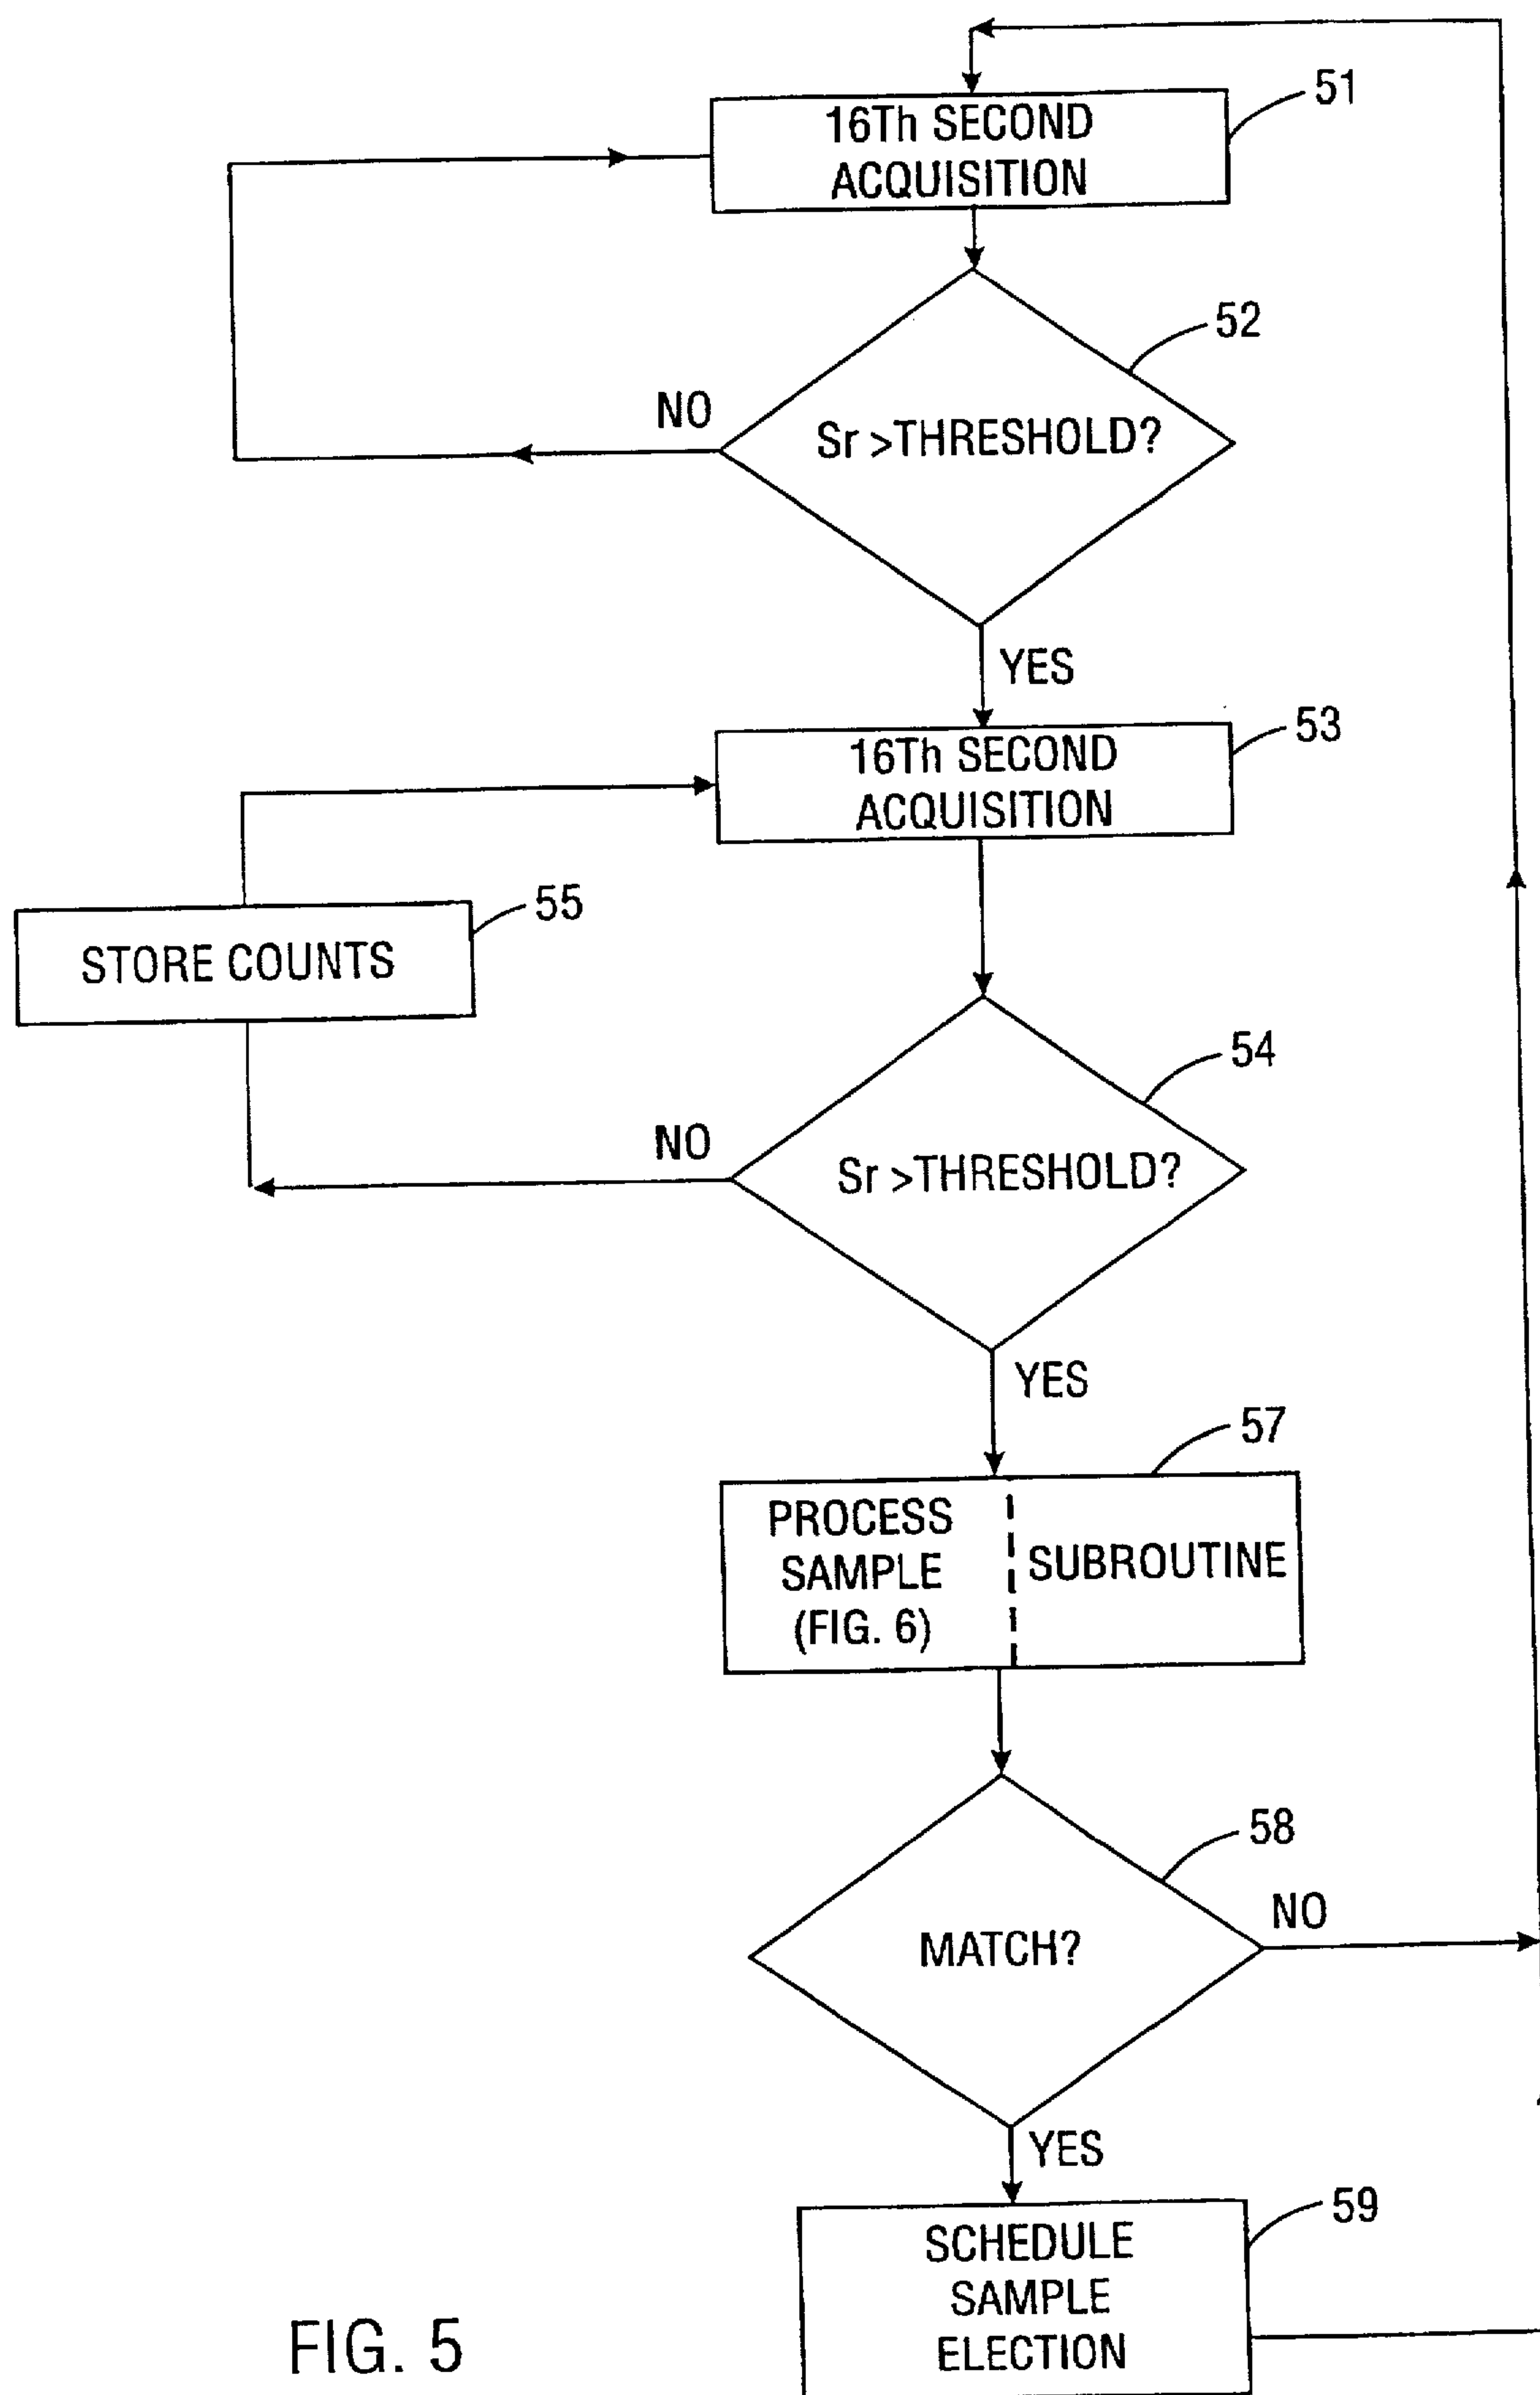 16Th SECOND
ACQUISITION
51
52
NO
Sr >THRESHOLD?
YES
53
16Th SECOND
ACQUISITION
55
STORE COUNTS
54
NO
Sr >THRESHOLD?
YES
57
PROCESS
SAMPLE
(FIG. 6)
SUBROUTINE
58
NO
MATCH?
YES
59
SCHEDULE
SAMPLE
ELECTION
FIG. 5